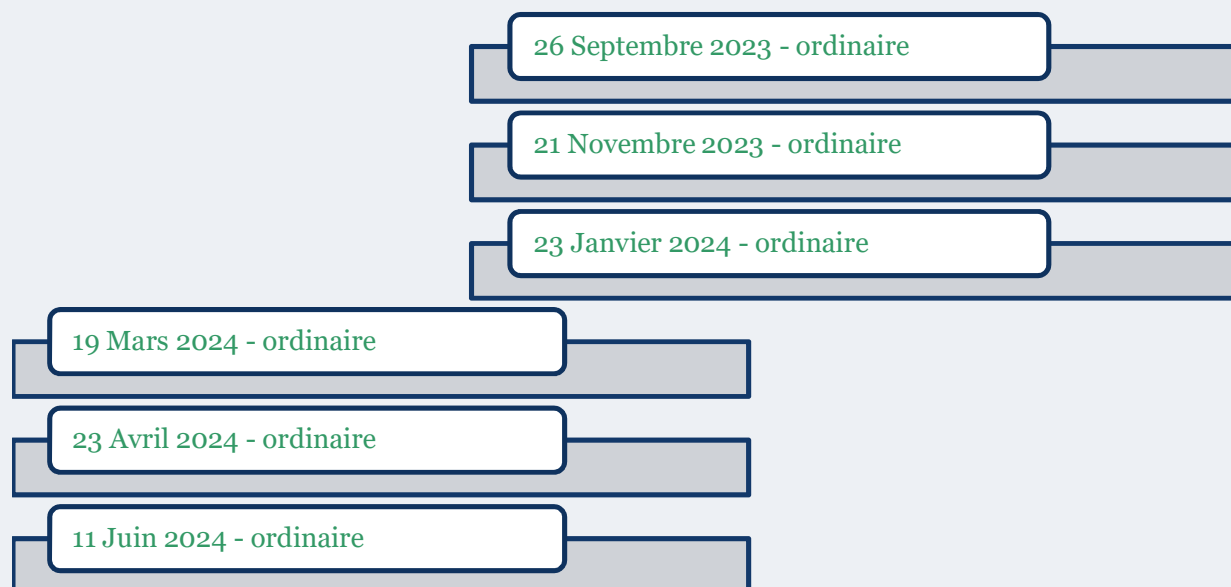 26 Septembre 2023 - ordinaire
21 Novembre 2023 - ordinaire
23 Janvier 2024 - ordinaire
19 Mars 2024 - ordinaire
23 Avril 2024 - ordinaire
11 Juin 2024 - ordinaire